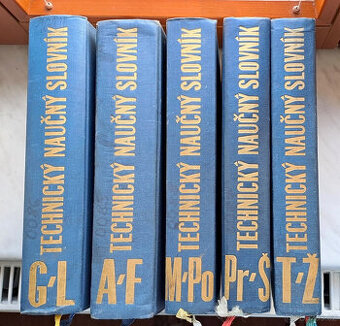 TECHNICKÝ NAUČNÝ SLOVNÍK
G-L
TECHNICKÝ NAUČNÝ SLOVNÍK
A-F
TECHNICKÝ NAUČNÝ SLOVNÍK
M-Po
TECHNICKÝ NAUČNÝ SLOVNÍK
Pr-Š
TECHNICKÝ NAUČNÝ SLOVNÍK
T-Ž